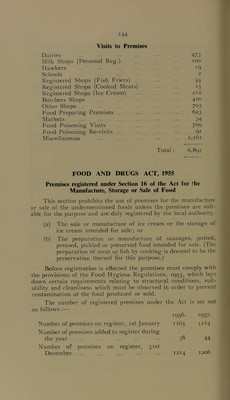 144
Visits to Premises
Dairies 473
Milk Shops (Personal Reg.) 100
Hawkers 19
Schools 2
Registered Shops (Fish Friers) 55
Registered Shops (Cooked Meats) 15
Registered Shops (Ice Cream) 212
Butchers Shops 410
Other Shops 703
Food Preparing Premises 623
Markets 34
Food Poisoning Visits 709
Food Poisoning Re-visits 91
Miscellaneous 2,161
Total : 6,891
FOOD AND DRUGS ACT, 1955
Premises registered under Section 16 of the Act for the
Manufacture, Storage or Sale of Food
This section prohibits the use of premises for the manufacture
or sale of the undermentioned foods unless the premises are suit-
able for the purpose and are duly registered by the local authority.
(a) The sale or manufacture of ice cream or the storage of
ice cream intended for sale; or
(b) The preparation or manufacture of sausages, potted,
pressed, pickled or preserved food intended for sale. (The
preparation of meat or fish by cooking is deemed to be the
preservation thereof for this purpose.)
Before registration is effected the premises must comply with
the provisions of the Food Hygiene Regulations, 1955, which lays
down certain requirements relating to structural conditions, suit-
ability and cleanliness which must be observed in order to prevent
contamination of the food produced or sold.
The number of registered premises under the Act is set out
as follows :—
1956. 1957.
Number of premises on register, 1st January 1165 1214
Number of premises added to register during
the year 38 44
Number of premises on register, 31st
December 1214 1206